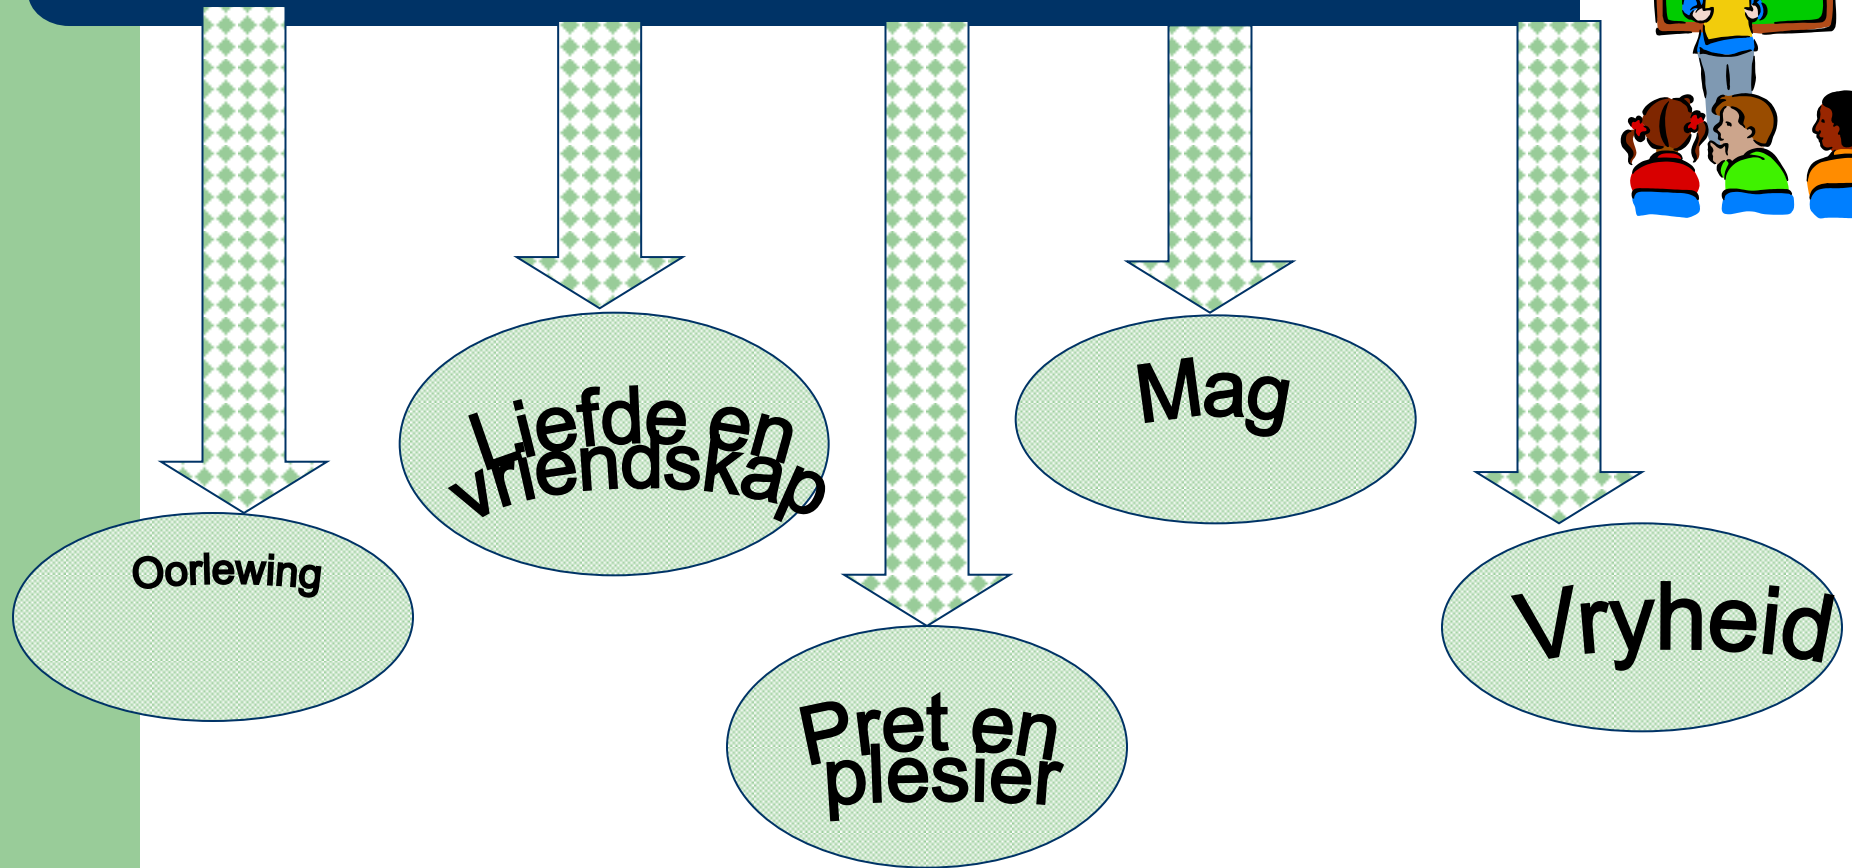 Oorlewing
Liefde en
vriendskap
Pret en
plesier
Mag
Vryheid